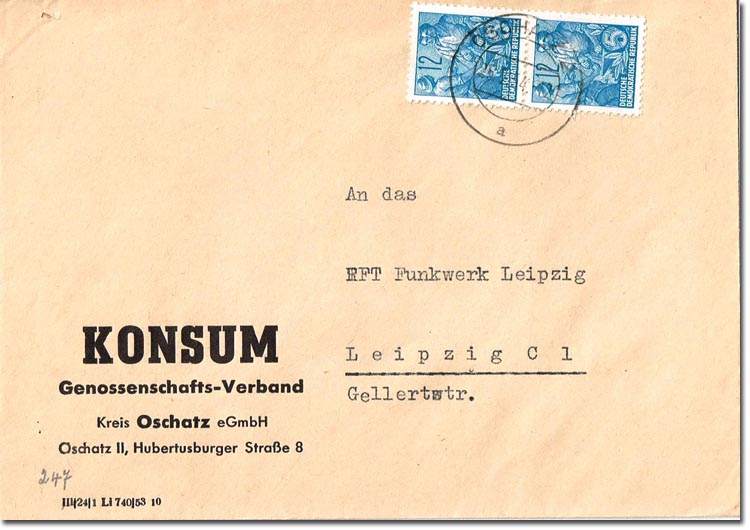 12
DEUTSCHE
DEMOKRATISCHE REPUBLIK
12
DEUTSCHE
DEMOKRATISCHE REPUBLIK
a
An das
RFT Funkwerk Leipzig
Leipzig C 1
Gellertstr.
KONSUM
Genossenschafts-Verband
Kreis Oschatz eGmbH
Oschatz II, Hubertusburger Straße 8
247
III/24/1 Li 740/53 10